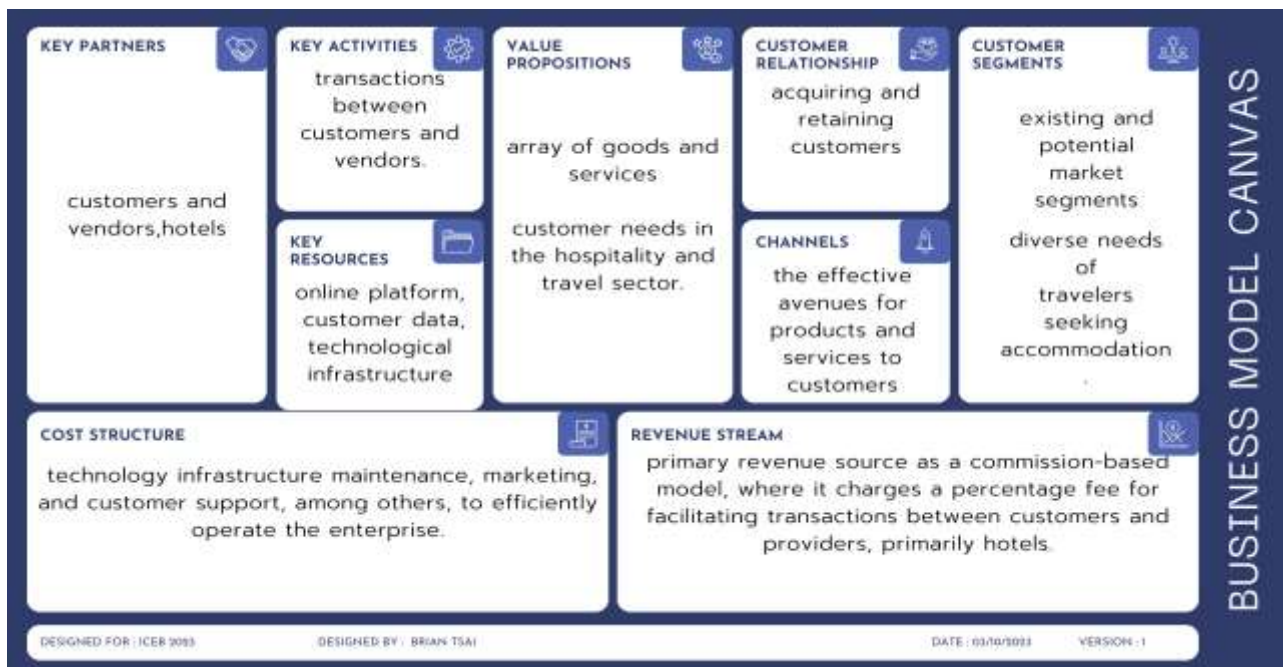 KEY PARTNERS
customers and
vendors,hotels
KEY ACTIVITIES
transactions
between
customers and
vendors.
KEY
RESOURCES
online platform,
customer data,
technological
infrastructure
VALUE
PROPOSITIONS
array of goods and
services
customer needs in
the hospitality and
travel sector.
CUSTOMER
RELATIONSHIP
acquiring and
retaining
customers
CHANNELS
the effective
avenues for
products and
services to
customers
CUSTOMER
SEGMENTS
existing and
potential
market
segments
diverse needs
of
travelers
seeking
accommodation
.
COST STRUCTURE
technology infrastructure maintenance, marketing,
and customer support, among others, to efficiently
operate the enterprise.
REVENUE STREAM
primary revenue source as a commission-based
model, where it charges a percentage fee for
facilitating transactions between customers and
providers, primarily hotels.
BUSINESS MODEL CANVAS
DESIGNED FOR : ICEB 2023
DESIGNED BY : BRIAN TSAI
DATE : 03/10/2023
VERSION : 1